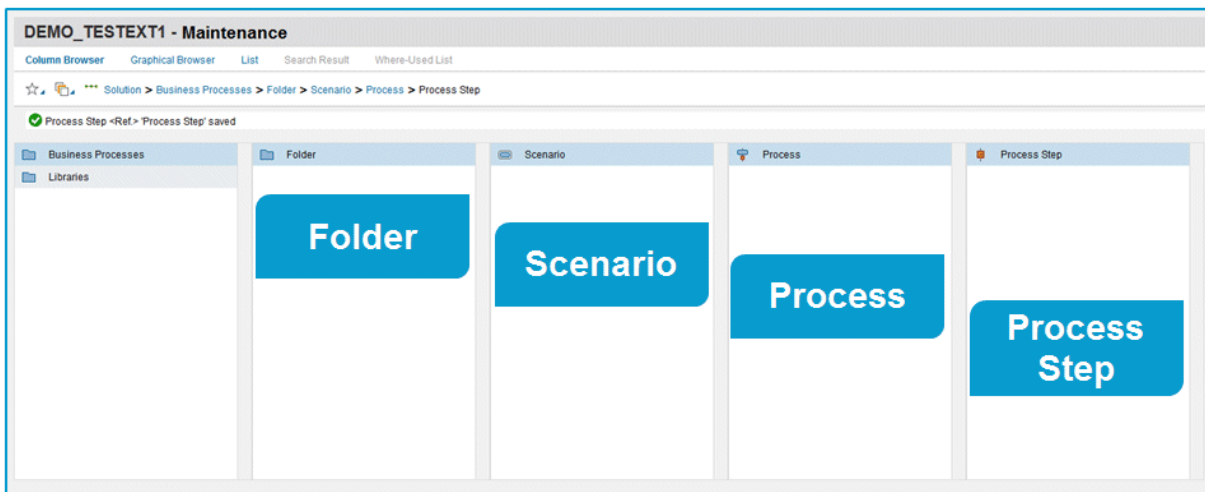 DEMO_TESTEXT1 - Maintenance
Column Browser Graphical Browser List Search Result Where-Used List
Solution > Business Processes > Folder > Scenario > Process > Process Step
Process Step <Ref.> 'Process Step' saved
Business Processes Folder Scenario Process Process Step
Libraries
Folder
Scenario
Process
Process
Step